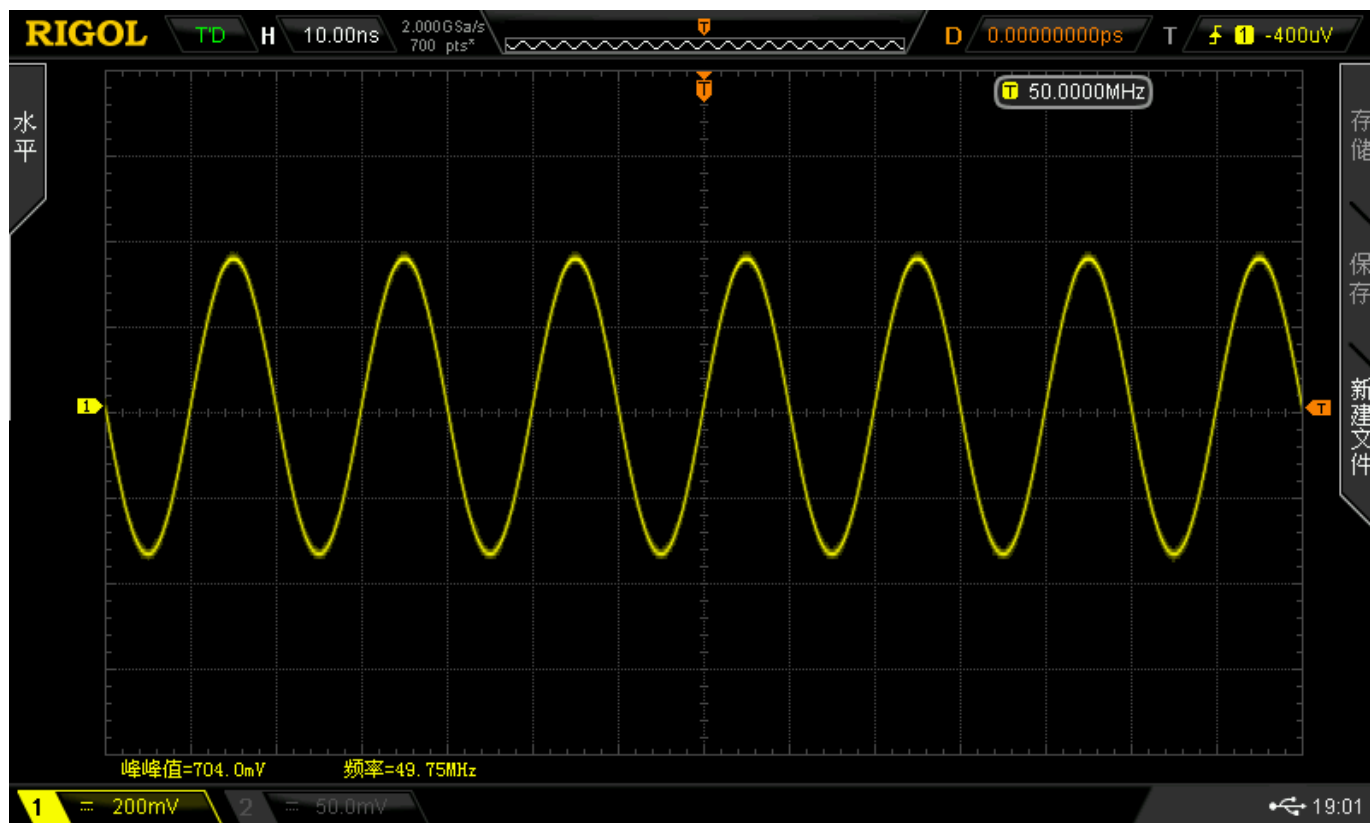 RIGOL T'D H 10.00ns 2.000GSa/s D 0.00000000ps T 1 -400uV
700 pts*
T
T
T 50.0000MHz
水平
存储
保存
新建文件
1
T
峰峰值=704.0mV 频率=49.75MHz
1 = 200mV 2 = 50.0mV 19:01